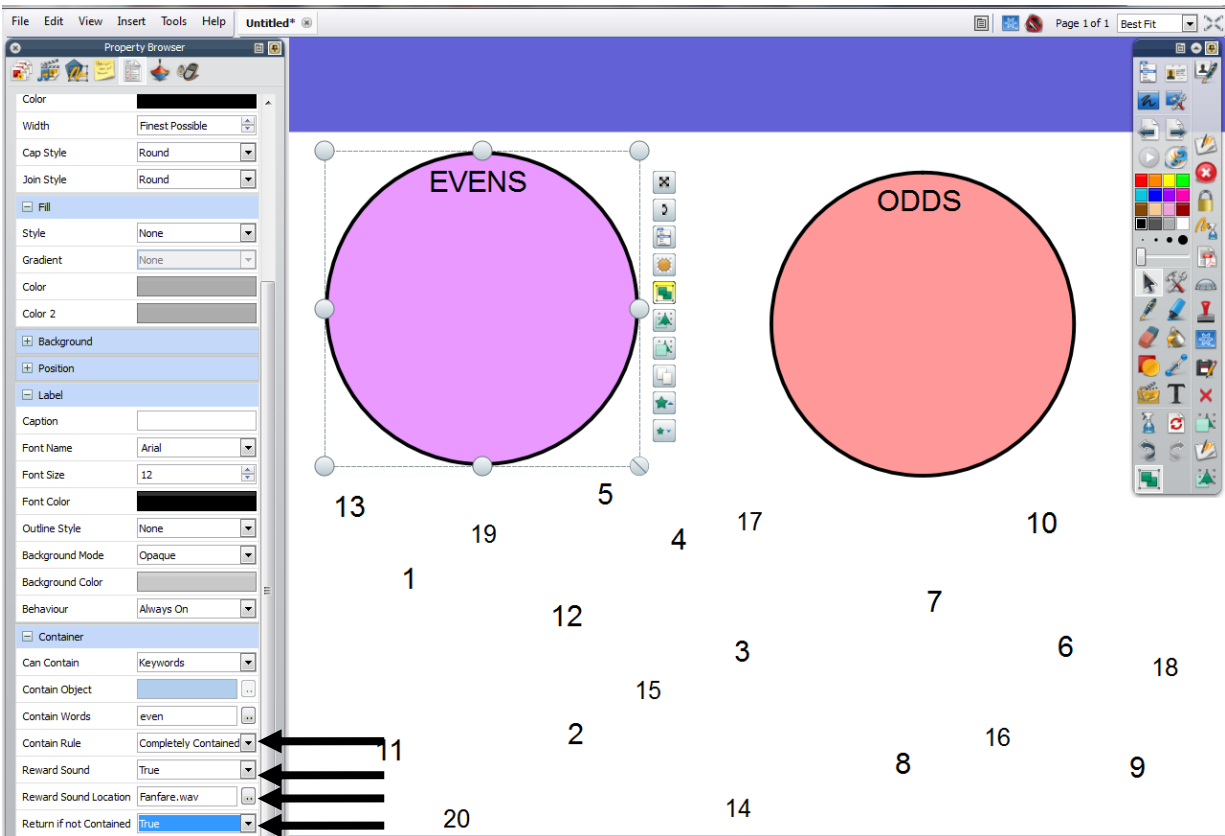 File Edit View Insert Tools Help Untitled*
Page 1 of 1 Best Fit
Property Browser
Color
Width Finest Possible
Cap Style Round
Join Style Round
Fill
Style None
Gradient None
Color
Color 2
Background
Position
Label
Caption
Font Name Arial
Font Size 12
Font Color
Outline Style None
Background Mode Opaque
Background Color
Behaviour Always On
Container
Can Contain Keywords
Contain Object
Contain Words even
Contain Rule Completely Contained
Reward Sound True
Reward Sound Location Fanfare.wav
Return if not Contained True
EVENS
ODDS
13
5
19
4
17
10
1
12
7
3
6
18
15
2
11
16
8
9
14
20
T